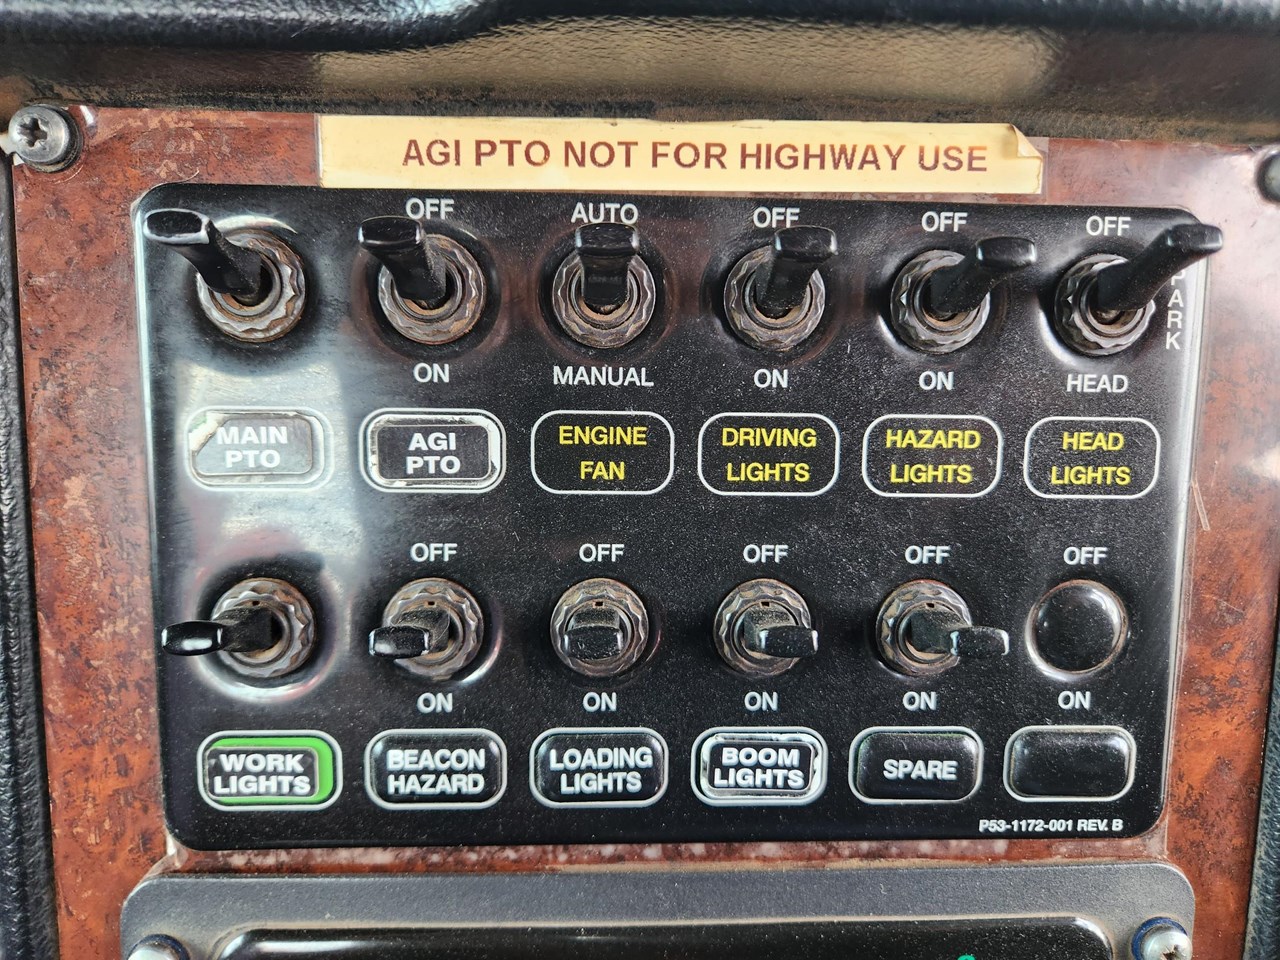 AGI PTO NOT FOR HIGHWAY USE
OFF AUTO OFF OFF OFF
PARK
ON MANUAL ON ON HEAD
MAIN PTO
AGI PTO
ENGINE FAN
DRIVING LIGHTS
HAZARD LIGHTS
HEAD LIGHTS
OFF OFF OFF OFF OFF
ON ON ON ON ON
WORK LIGHTS
BEACON HAZARD
LOADING LIGHTS
BOOM LIGHTS
SPARE
P53-1172-001 REV. B